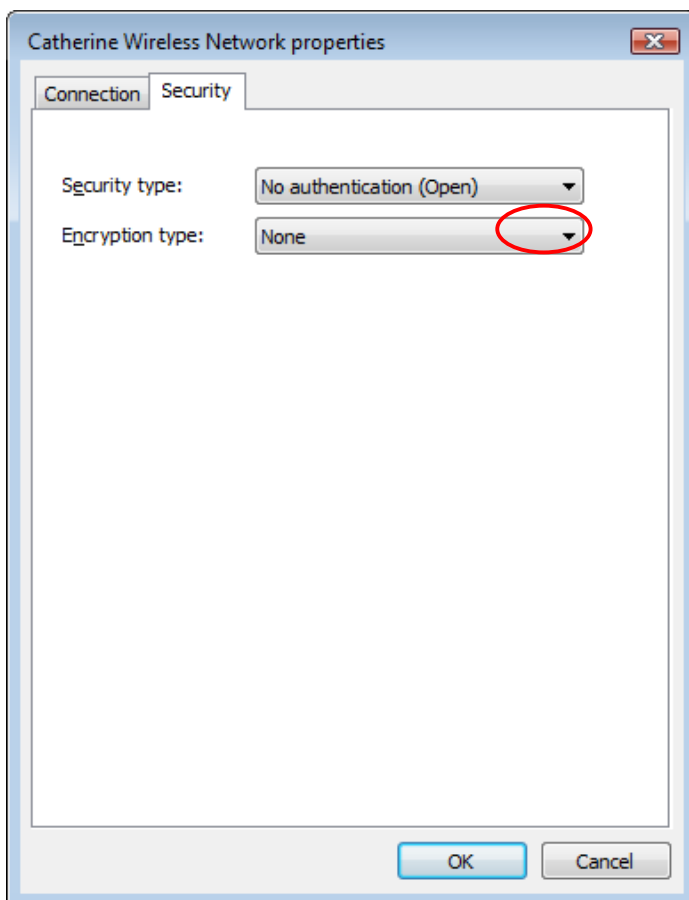 Catherine Wireless Network properties
Connection Security
Security type: No authentication (Open)
Encryption type: None
OK Cancel